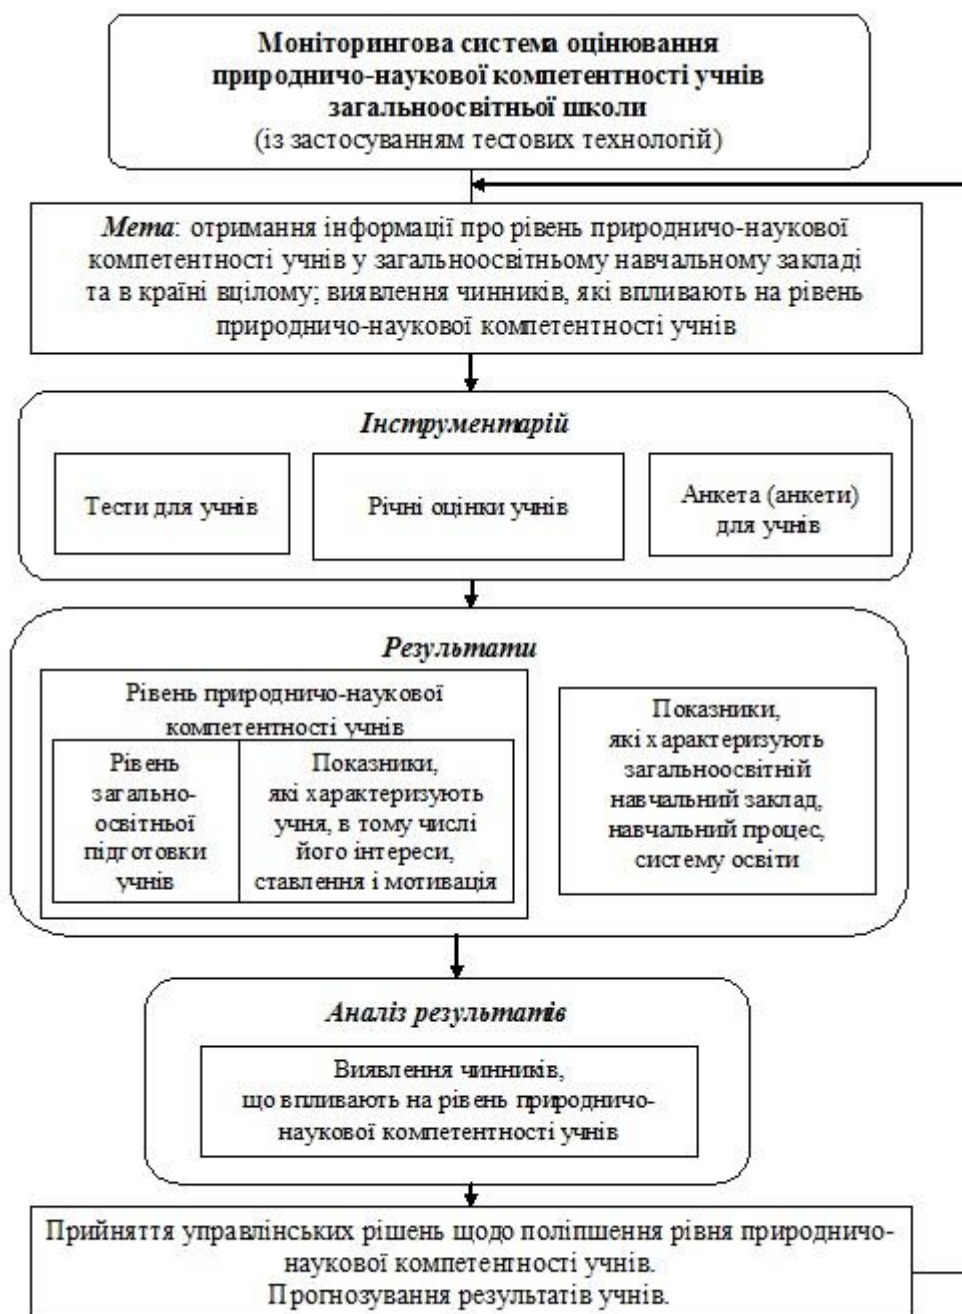 Моніторингова система оцінювання
природничо-наукової компетентності учнів
загальноосвітньої школи
(із застосуванням тестових технологій)
Мета: отримання інформації про рівень природничо-наукової
компетентності учнів у загальноосвітньому навчальному закладі
та в країні вцілому; виявлення чинників, які впливають на рівень
природничо-наукової компетентності учнів
Інструментарій
Тести для учнів
Річні оцінки учнів
Анкета (анкети)
для учнів
Результати
Рівень природничо-наукової
компетентності учнів
Рівень
загально-
освітньої
підготовки
учнів
Показники,
які характеризують
учня, в тому числі
його інтереси,
ставлення і мотивація
Показники,
які характеризують
загальноосвітній
навчальний заклад,
навчальний процес,
систему освіти
Аналіз результатів
Виявлення чинників,
що впливають на рівень природничо-
наукової компетентності учнів
Прийняття управлінських рішень щодо поліпшення рівня природничо-
наукової компетентності учнів.
Прогнозування результатів учнів.